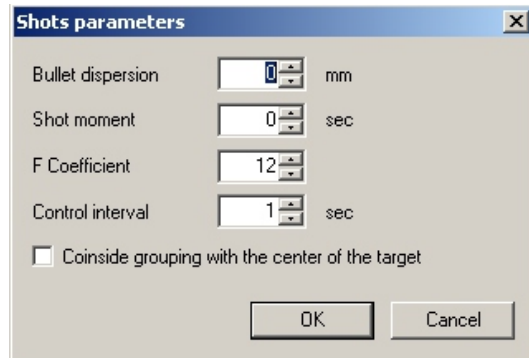 Shots parameters
Bullet dispersion 0 mm
Shot moment 0 sec
F Coefficient 12
Control interval 1 sec
Coinside grouping with the center of the target
OK Cancel